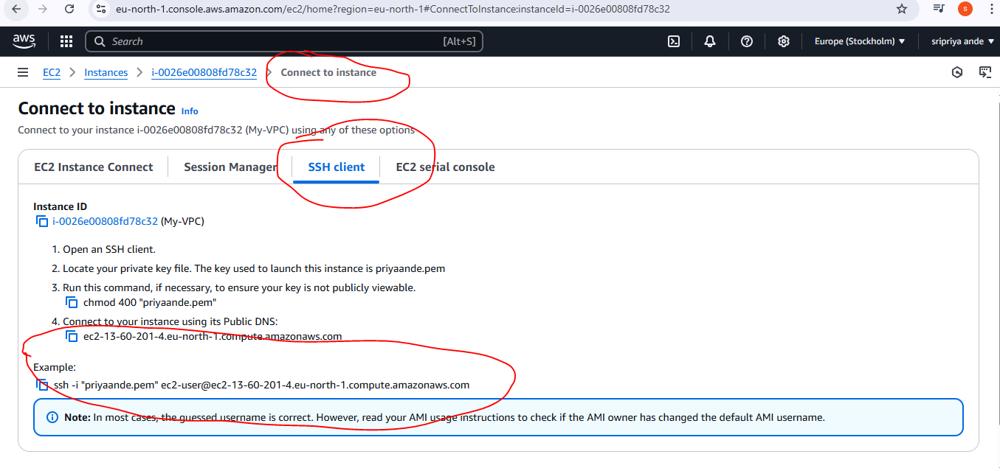 eu-north-1.console.aws.amazon.com/ec2/home?region=eu-north-1#ConnectToInstance:instanceId=i-0026e00808fd78c32
S
aws
Search [Alt+S]
Europe (Stockholm)
sripriya ande
EC2 > Instances > i-0026e00808fd78c32 > Connect to instance
Connect to instance Info
Connect to your instance i-0026e00808fd78c32 (My-VPC) using any of these options
EC2 Instance Connect
Session Manager
SSH client
EC2 serial console
Instance ID
i-0026e00808fd78c32 (My-VPC)
1. Open an SSH client.
2. Locate your private key file. The key used to launch this instance is priyaande.pem
3. Run this command, if necessary, to ensure your key is not publicly viewable.
chmod 400 "priyaande.pem"
4. Connect to your instance using its Public DNS:
ec2-13-60-201-4.eu-north-1.compute.amazonaws.com
Example:
ssh -i "priyaande.pem" ec2-user@ec2-13-60-201-4.eu-north-1.compute.amazonaws.com
Note: In most cases, the guessed username is correct. However, read your AMI usage instructions to check if the AMI owner has changed the default AMI username.